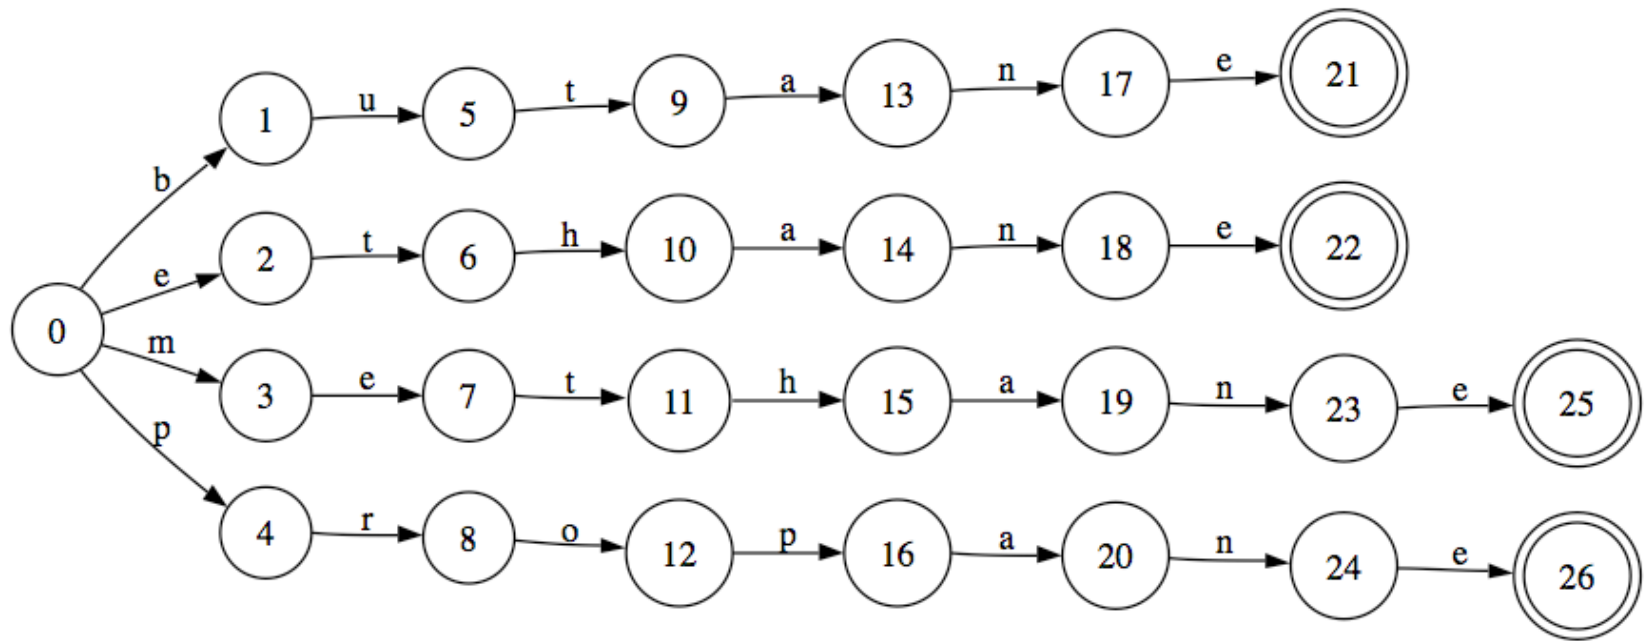 b u t a n e
1 5 9 13 17 21
e t h a n e
2 6 10 14 18 22
0
m e t h a n e
3 7 11 15 19 23 25
p r o p a n e
4 8 12 16 20 24 26